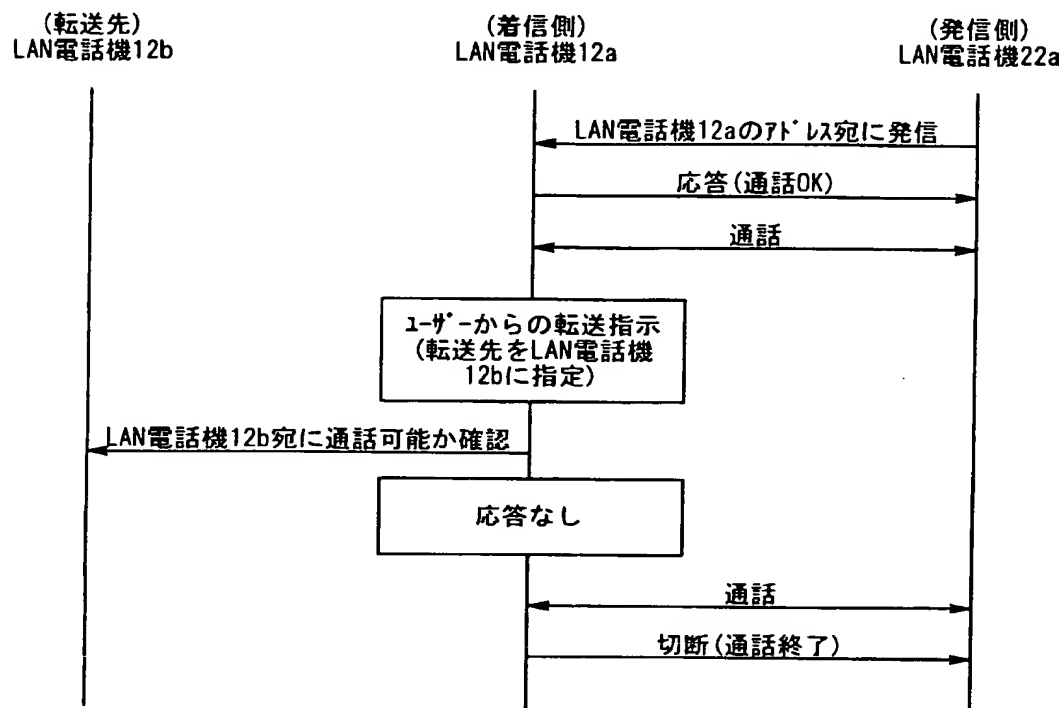 (転送先)
LAN電話機12b
(着信側)
LAN電話機12a
(発信側)
LAN電話機22a
LAN電話機12aのｱﾄﾞﾚｽ宛に発信
応答(通話OK)
通話
ﾕｰｻﾞｰからの転送指示
(転送先をLAN電話機
12bに指定)
LAN電話機12b宛に通話可能か確認
応答なし
通話
切断(通話終了)